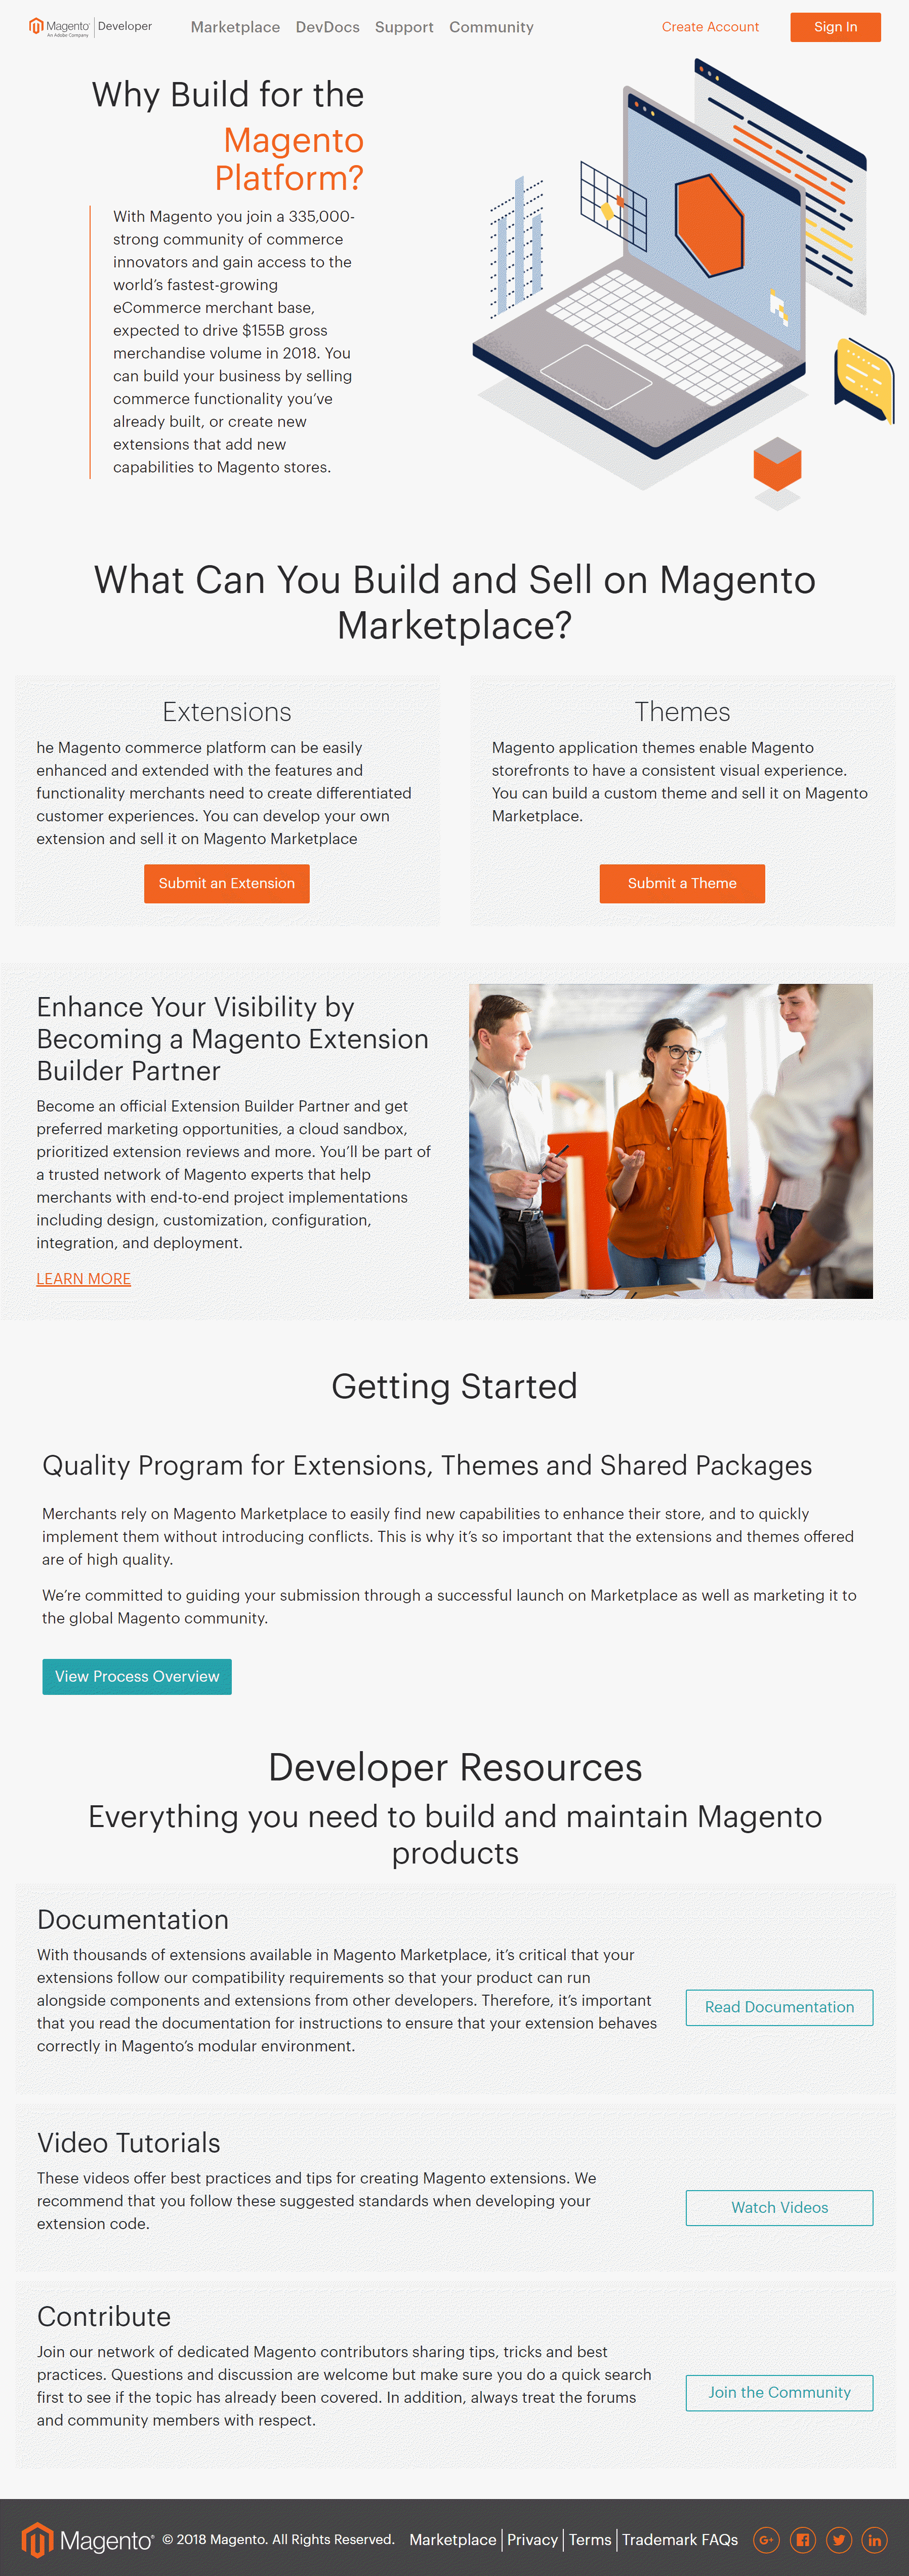 Magento | Developer
An Adobe Company
Marketplace DevDocs Support Community
Create Account
Sign In
Why Build for the
Magento
Platform?
With Magento you join a 335,000-
strong community of commerce
innovators and gain access to the
world's fastest-growing
eCommerce merchant base,
expected to drive $155B gross
merchandise volume in 2018. You
can build your business by selling
commerce functionality you've
already built, or create new
extensions that add new
capabilities to Magento stores.
What Can You Build and Sell on Magento
Marketplace?
Extensions
he Magento commerce platform can be easily
enhanced and extended with the features and
functionality merchants need to create differentiated
customer experiences. You can develop your own
extension and sell it on Magento Marketplace
Submit an Extension
Themes
Magento application themes enable Magento
storefronts to have a consistent visual experience.
You can build a custom theme and sell it on Magento
Marketplace.
Submit a Theme
Enhance Your Visibility by
Becoming a Magento Extension
Builder Partner
Become an official Extension Builder Partner and get
preferred marketing opportunities, a cloud sandbox,
prioritized extension reviews and more. You'll be part of
a trusted network of Magento experts that help
merchants with end-to-end project implementations
including design, customization, configuration,
integration, and deployment.
LEARN MORE
Getting Started
Quality Program for Extensions, Themes and Shared Packages
Merchants rely on Magento Marketplace to easily find new capabilities to enhance their store, and to quickly
implement them without introducing conflicts. This is why it's so important that the extensions and themes offered
are of high quality.
We're committed to guiding your submission through a successful launch on Marketplace as well as marketing it to
the global Magento community.
View Process Overview
Developer Resources
Everything you need to build and maintain Magento
products
Documentation
With thousands of extensions available in Magento Marketplace, it's critical that your
extensions follow our compatibility requirements so that your product can run
alongside components and extensions from other developers. Therefore, it's important
that you read the documentation for instructions to ensure that your extension behaves
correctly in Magento's modular environment.
Read Documentation
Video Tutorials
These videos offer best practices and tips for creating Magento extensions. We
recommend that you follow these suggested standards when developing your
extension code.
Watch Videos
Contribute
Join our network of dedicated Magento contributors sharing tips, tricks and best
practices. Questions and discussion are welcome but make sure you do a quick search
first to see if the topic has already been covered. In addition, always treat the forums
and community members with respect.
Join the Community
Magento® © 2018 Magento. All Rights Reserved. Marketplace | Privacy | Terms | Trademark FAQs G+ f in